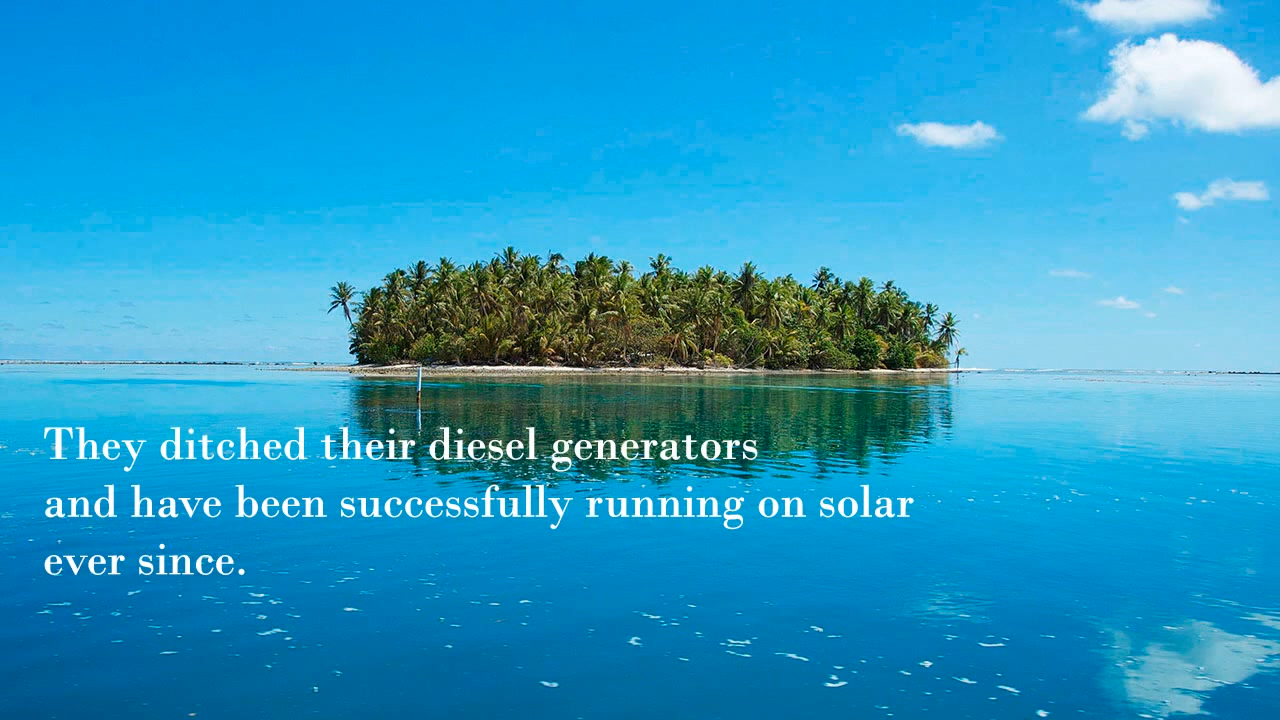 They ditched their diesel generators
and have been successfully running on solar
ever since.